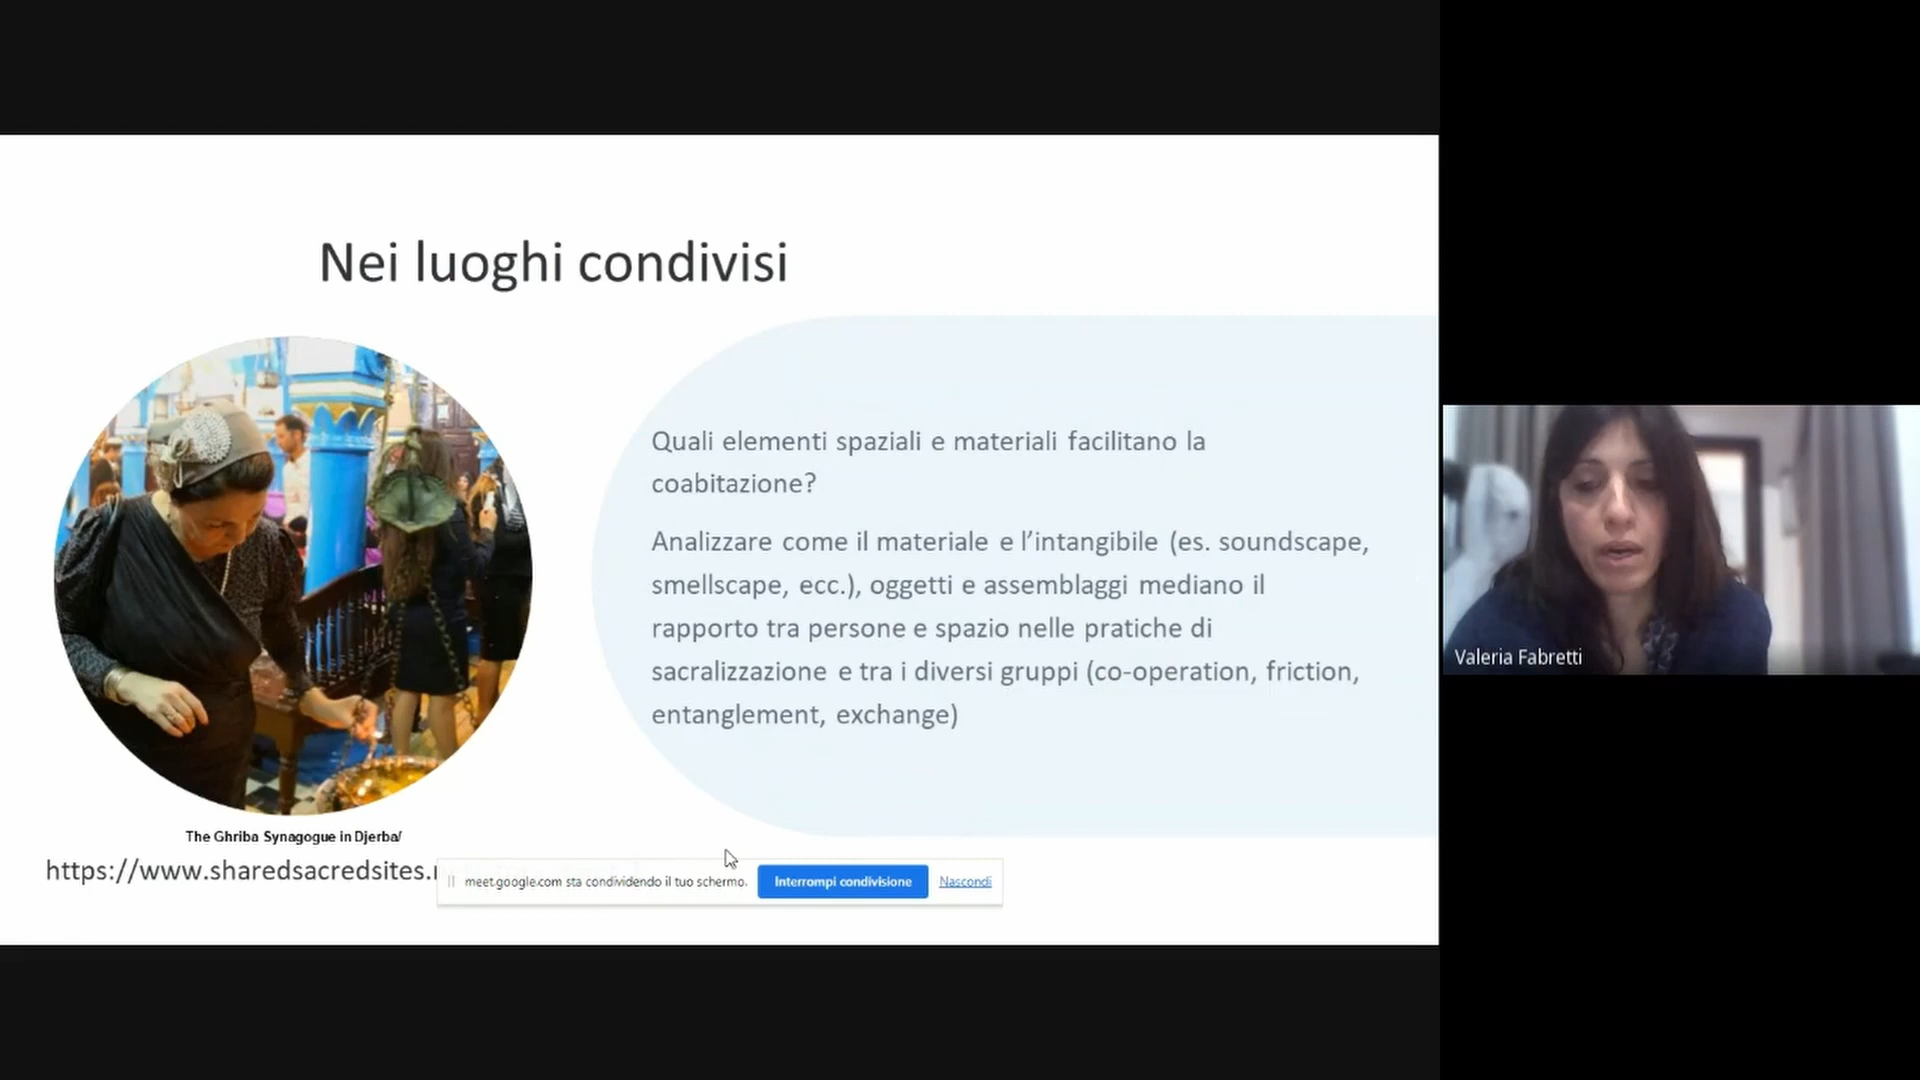 Nei luoghi condivisi
Quali elementi spaziali e materiali facilitano la
coabitazione?
Analizzare come il materiale e l’intangibile (es. soundscape,
smellscape, ecc.), oggetti e assemblaggi mediano il
rapporto tra persone e spazio nelle pratiche di
sacralizzazione e tra i diversi gruppi (co-operation, friction,
entanglement, exchange)
The Ghriba Synagogue in Djerba/
https://www.sharedsacredsites.
meet.google.com sta condividendo il tuo schermo.
Interrompi condivisione
Nascondi
Valeria Fabretti